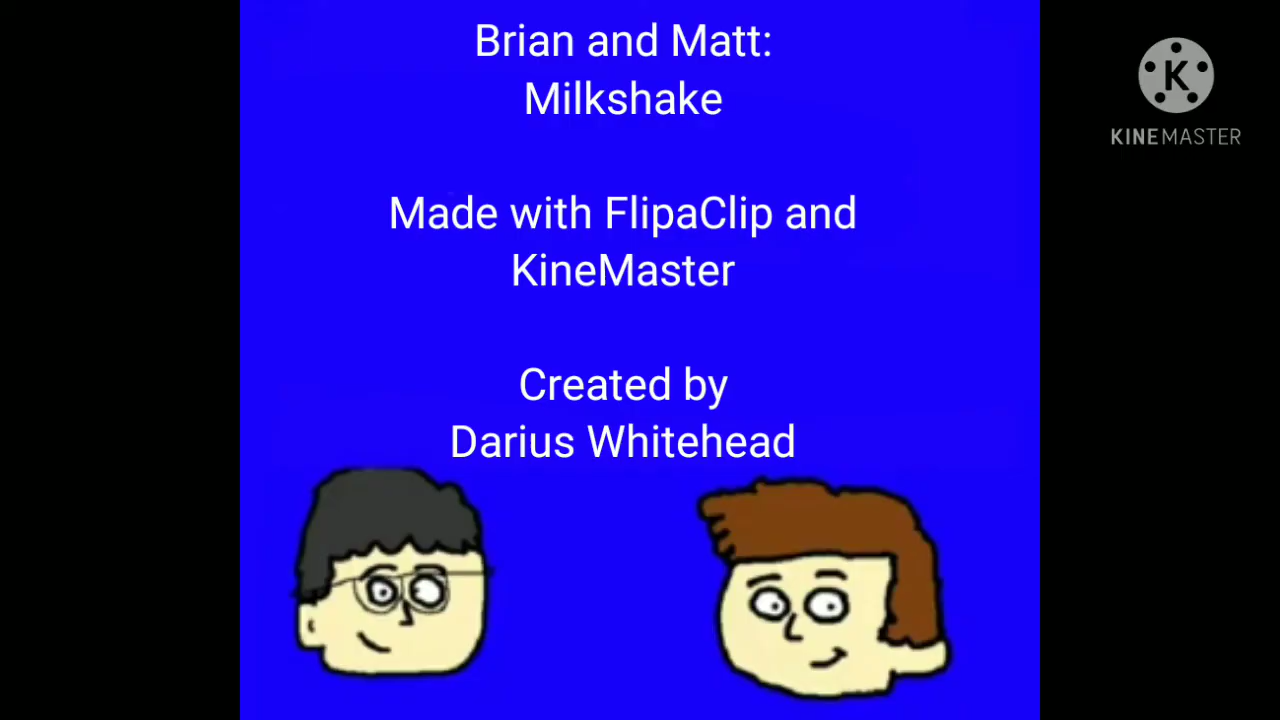 Brian and Matt:
Milkshake
Made with FlipaClip and
KineMaster
Created by
Darius Whitehead
K
KINEMASTER